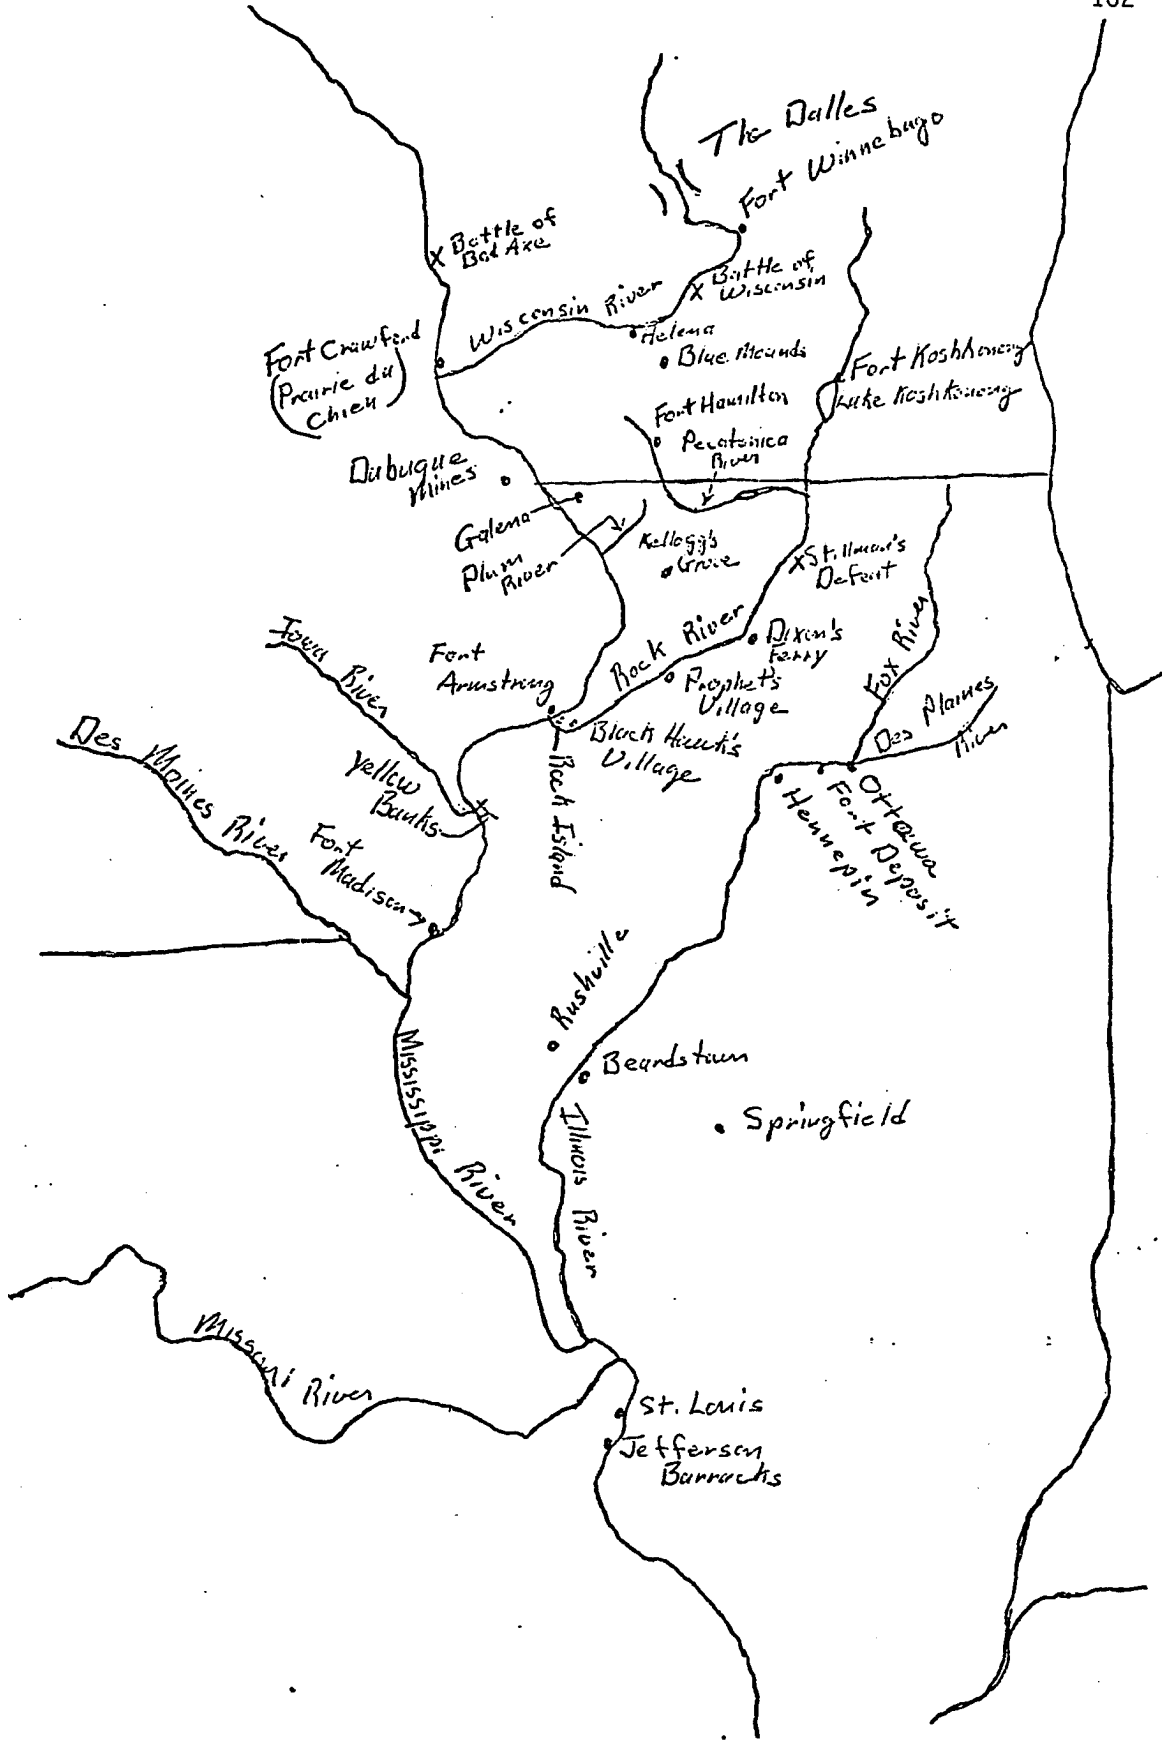 The Dalles
Fort Winnebago
X Battle of
Bad Axe
X Battle of
Wisconsin
Wisconsin River
Helena
Blue Mounds
Fort Crawford
(Prairie du
Chien)
Fort Koshkonong
Lake Koshkonong
Fort Hamilton
Pecatonica
River
Dubuque
Mines
Galena
Plum
River
Kellogg's
Grove
X Stillman's
Defeat
Iowa River
Fort
Armstrong
Rock River
Dixon's
Ferry
Prophet's
Village
Fox River
Des Plaines
River
Black Hawk's
Village
Rock Island
Des Moines River
Yellow
Banks
Fort
Madison
Ottawa
Fort Deposit
Hennepin
Rushville
Beardstown
Springfield
Mississippi River
Illinois River
Missouri River
St. Louis
Jefferson
Barracks